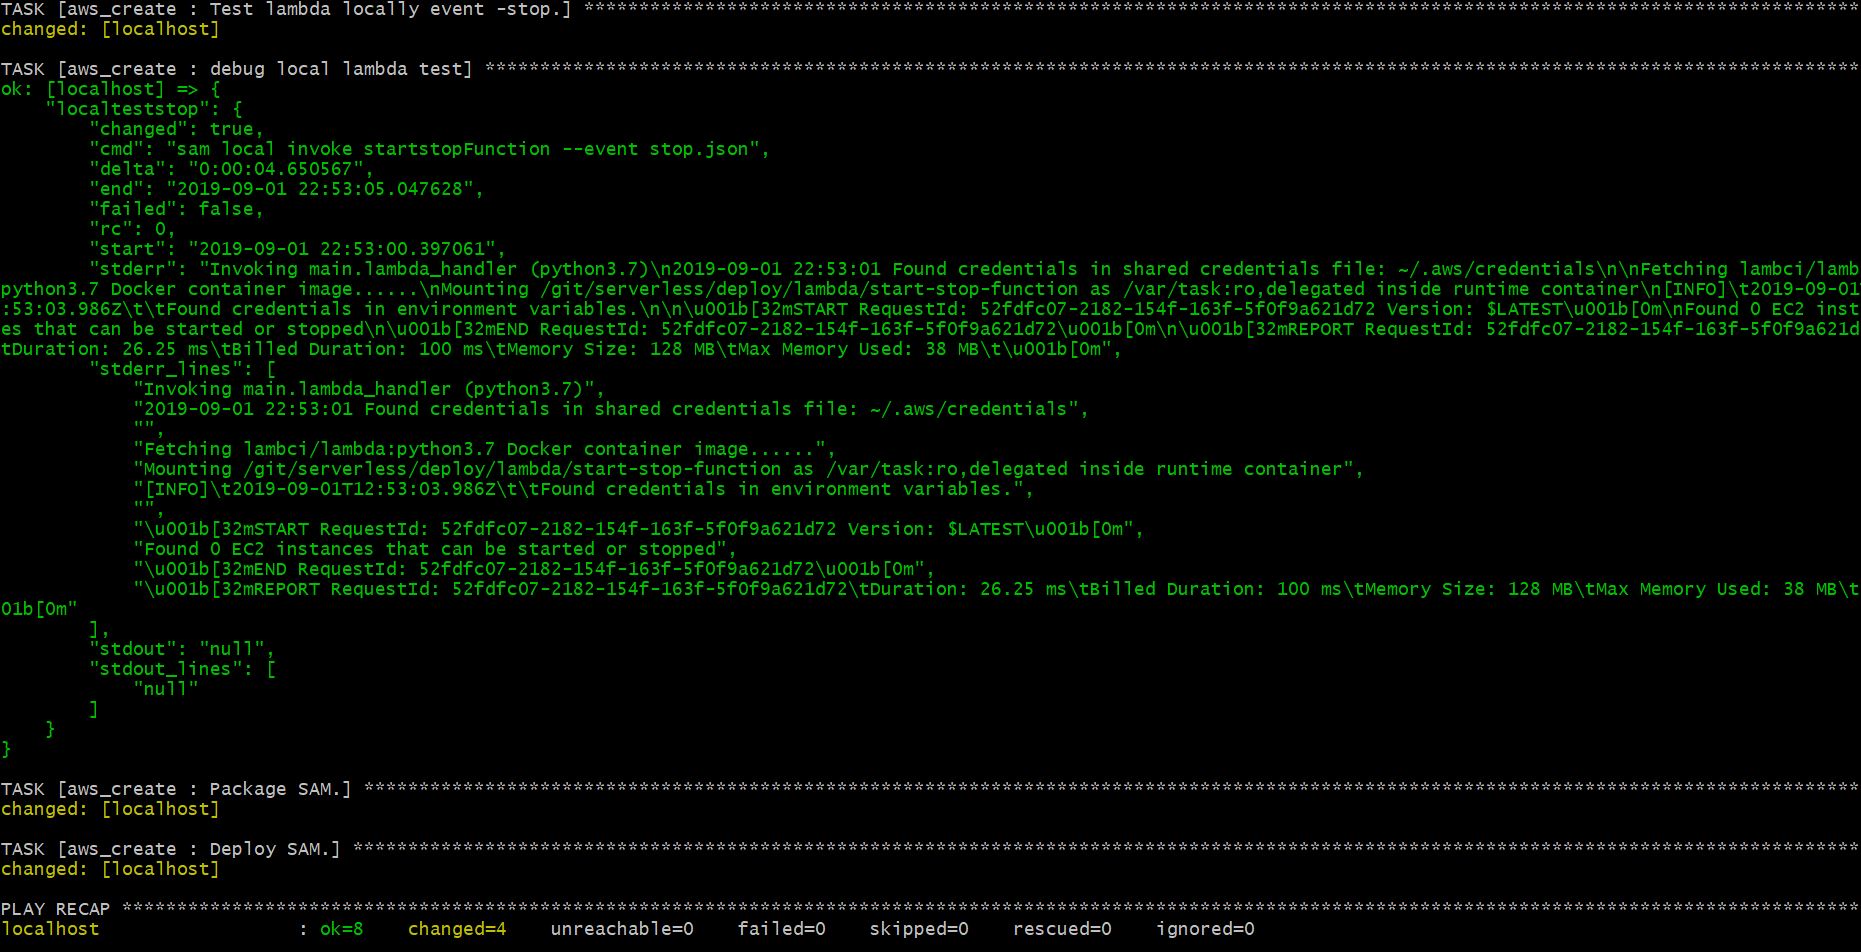 TASK [aws_create : Test lambda locally event -stop.] ********************************************************************************************************************
changed: [localhost]
TASK [aws_create : debug local lambda test] *****************************************************************************************************************************
ok: [localhost] => {
    "localteststop": {
        "changed": true,
        "cmd": "sam local invoke startstopFunction --event stop.json",
        "delta": "0:00:04.650567",
        "end": "2019-09-01 22:53:05.047628",
        "failed": false,
        "rc": 0,
        "start": "2019-09-01 22:53:00.397061",
        "stderr": "Invoking main.lambda_handler (python3.7)\n2019-09-01 22:53:01 Found credentials in shared credentials file: ~/.aws/credentials\n\nFetching lambci/lamb
python3.7 Docker container image......\nMounting /git/serverless/deploy/lambda/start-stop-function as /var/task:ro,delegated inside runtime container\n[INFO]\t2019-09-01
:53:03.986Z\t\tFound credentials in environment variables.\n\n\u001b[32mSTART RequestId: 52fdfc07-2182-154f-163f-5f0f9a621d72 Version: $LATEST\u001b[0m\nFound 0 EC2 inst
es that can be started or stopped\n\u001b[32mEND RequestId: 52fdfc07-2182-154f-163f-5f0f9a621d72\u001b[0m\n\u001b[32mREPORT RequestId: 52fdfc07-2182-154f-163f-5f0f9a621d
tDuration: 26.25 ms\tBilled Duration: 100 ms\tMemory Size: 128 MB\tMax Memory Used: 38 MB\t\u001b[0m",
        "stderr_lines": [
            "Invoking main.lambda_handler (python3.7)",
            "2019-09-01 22:53:01 Found credentials in shared credentials file: ~/.aws/credentials",
            "",
            "Fetching lambci/lambda:python3.7 Docker container image......",
            "Mounting /git/serverless/deploy/lambda/start-stop-function as /var/task:ro,delegated inside runtime container",
            "[INFO]\t2019-09-01T12:53:03.986Z\t\tFound credentials in environment variables.",
            "",
            "\u001b[32mSTART RequestId: 52fdfc07-2182-154f-163f-5f0f9a621d72 Version: $LATEST\u001b[0m",
            "Found 0 EC2 instances that can be started or stopped",
            "\u001b[32mEND RequestId: 52fdfc07-2182-154f-163f-5f0f9a621d72\u001b[0m",
            "\u001b[32mREPORT RequestId: 52fdfc07-2182-154f-163f-5f0f9a621d72\tDuration: 26.25 ms\tBilled Duration: 100 ms\tMemory Size: 128 MB\tMax Memory Used: 38 MB\t
01b[0m"
        ],
        "stdout": "null",
        "stdout_lines": [
            "null"
        ]
    }
}
TASK [aws_create : Package SAM.] ****************************************************************************************************************************************
changed: [localhost]
TASK [aws_create : Deploy SAM.] *****************************************************************************************************************************************
changed: [localhost]
PLAY RECAP **************************************************************************************************************************************************************
localhost                  : ok=8    changed=4    unreachable=0    failed=0    skipped=0    rescued=0    ignored=0